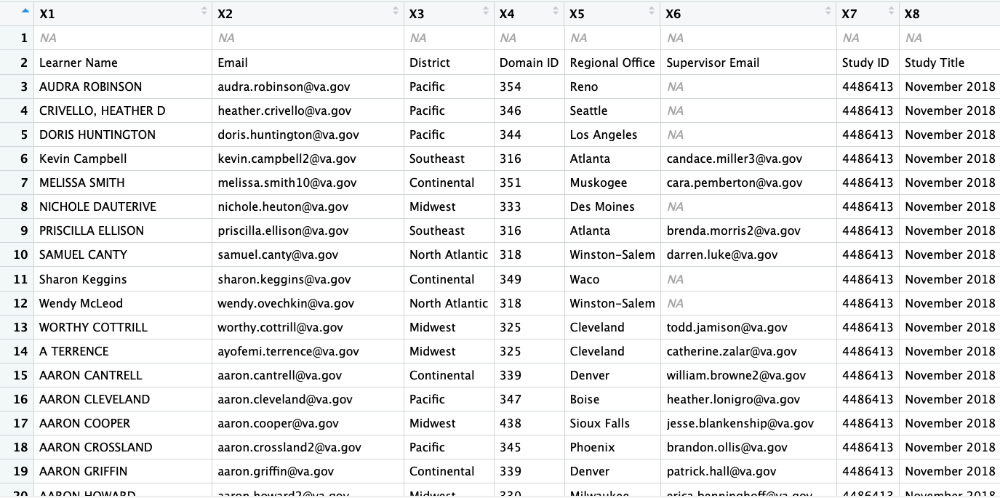 X1 X2 X3 X4 X5 X6 X7 X8
1 NA NA NA NA NA NA NA NA
2 Learner Name Email District Domain ID Regional Office Supervisor Email Study ID Study Title
3 AUDRA ROBINSON audra.robinson@va.gov Pacific 354 Reno NA 4486413 November 2018
4 CRIVELLO, HEATHER D heather.crivello@va.gov Pacific 346 Seattle NA 4486413 November 2018
5 DORIS HUNTINGTON doris.huntington@va.gov Pacific 344 Los Angeles NA 4486413 November 2018
6 Kevin Campbell kevin.campbell2@va.gov Southeast 316 Atlanta candace.miller3@va.gov 4486413 November 2018
7 MELISSA SMITH melissa.smith10@va.gov Continental 351 Muskogee cara.pemberton@va.gov 4486413 November 2018
8 NICHOLE DAUTERIVE nichole.heuton@va.gov Midwest 333 Des Moines NA 4486413 November 2018
9 PRISCILLA ELLISON priscilla.ellison@va.gov Southeast 316 Atlanta brenda.morris2@va.gov 4486413 November 2018
10 SAMUEL CANTY samuel.canty@va.gov North Atlantic 318 Winston-Salem darren.luke@va.gov 4486413 November 2018
11 Sharon Keggins sharon.keggins@va.gov Continental 349 Waco NA 4486413 November 2018
12 Wendy McLeod wendy.ovechkin@va.gov North Atlantic 318 Winston-Salem NA 4486413 November 2018
13 WORTHY COTTRILL worthy.cottrill@va.gov Midwest 325 Cleveland todd.jamison@va.gov 4486413 November 2018
14 A TERRENCE ayofemi.terrence@va.gov Midwest 325 Cleveland catherine.zalar@va.gov 4486413 November 2018
15 AARON CANTRELL aaron.cantrell@va.gov Continental 339 Denver william.browne2@va.gov 4486413 November 2018
16 AARON CLEVELAND aaron.cleveland@va.gov Pacific 347 Boise heather.lonigro@va.gov 4486413 November 2018
17 AARON COOPER aaron.cooper@va.gov Midwest 438 Sioux Falls jesse.blankenship@va.gov 4486413 November 2018
18 AARON CROSSLAND aaron.crossland2@va.gov Pacific 345 Phoenix brandon.ollis@va.gov 4486413 November 2018
19 AARON GRIFFIN aaron.griffin@va.gov Continental 339 Denver patrick.hall@va.gov 4486413 November 2018
20 AARON HOWARD aaron.howard2@va.gov Midwest 330 Milwaukee erica.benninghoff@va.gov 4486413 November 2018